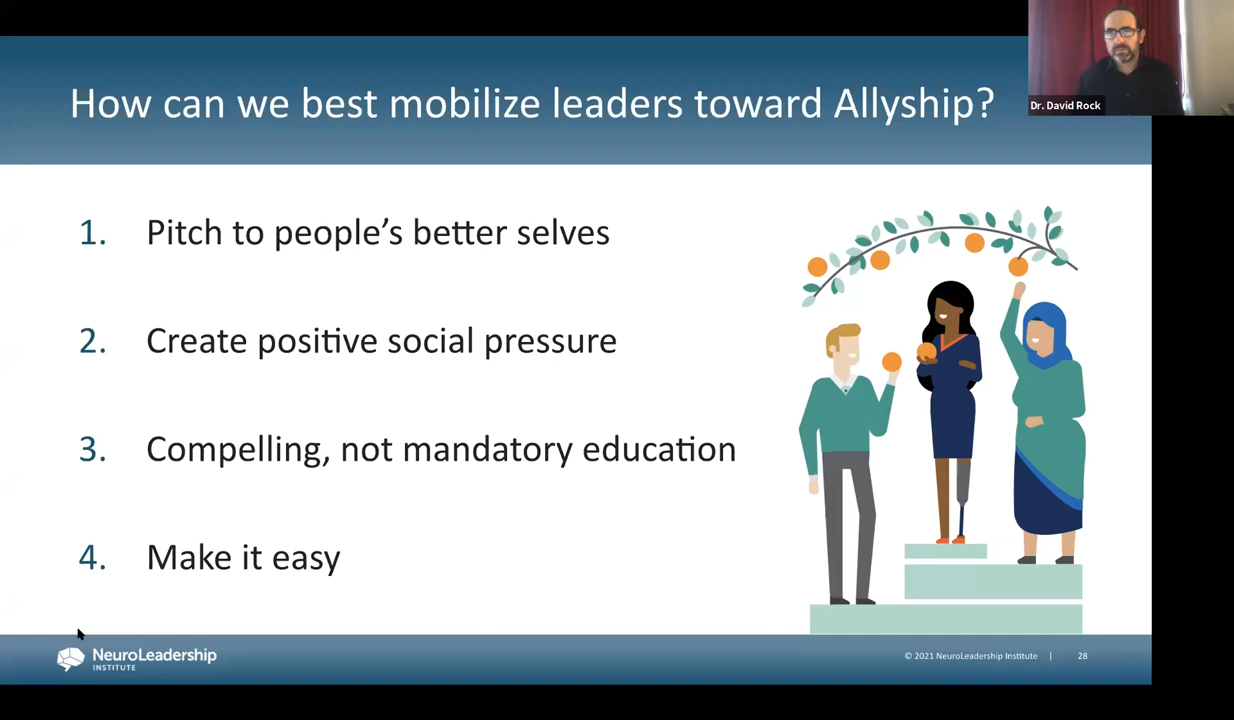 How can we best mobilize leaders toward Allyship?
Dr. David Rock
1. Pitch to people’s better selves
2. Create positive social pressure
3. Compelling, not mandatory education
4. Make it easy
NeuroLeadership
INSTITUTE
© 2021 NeuroLeadership Institute | 28